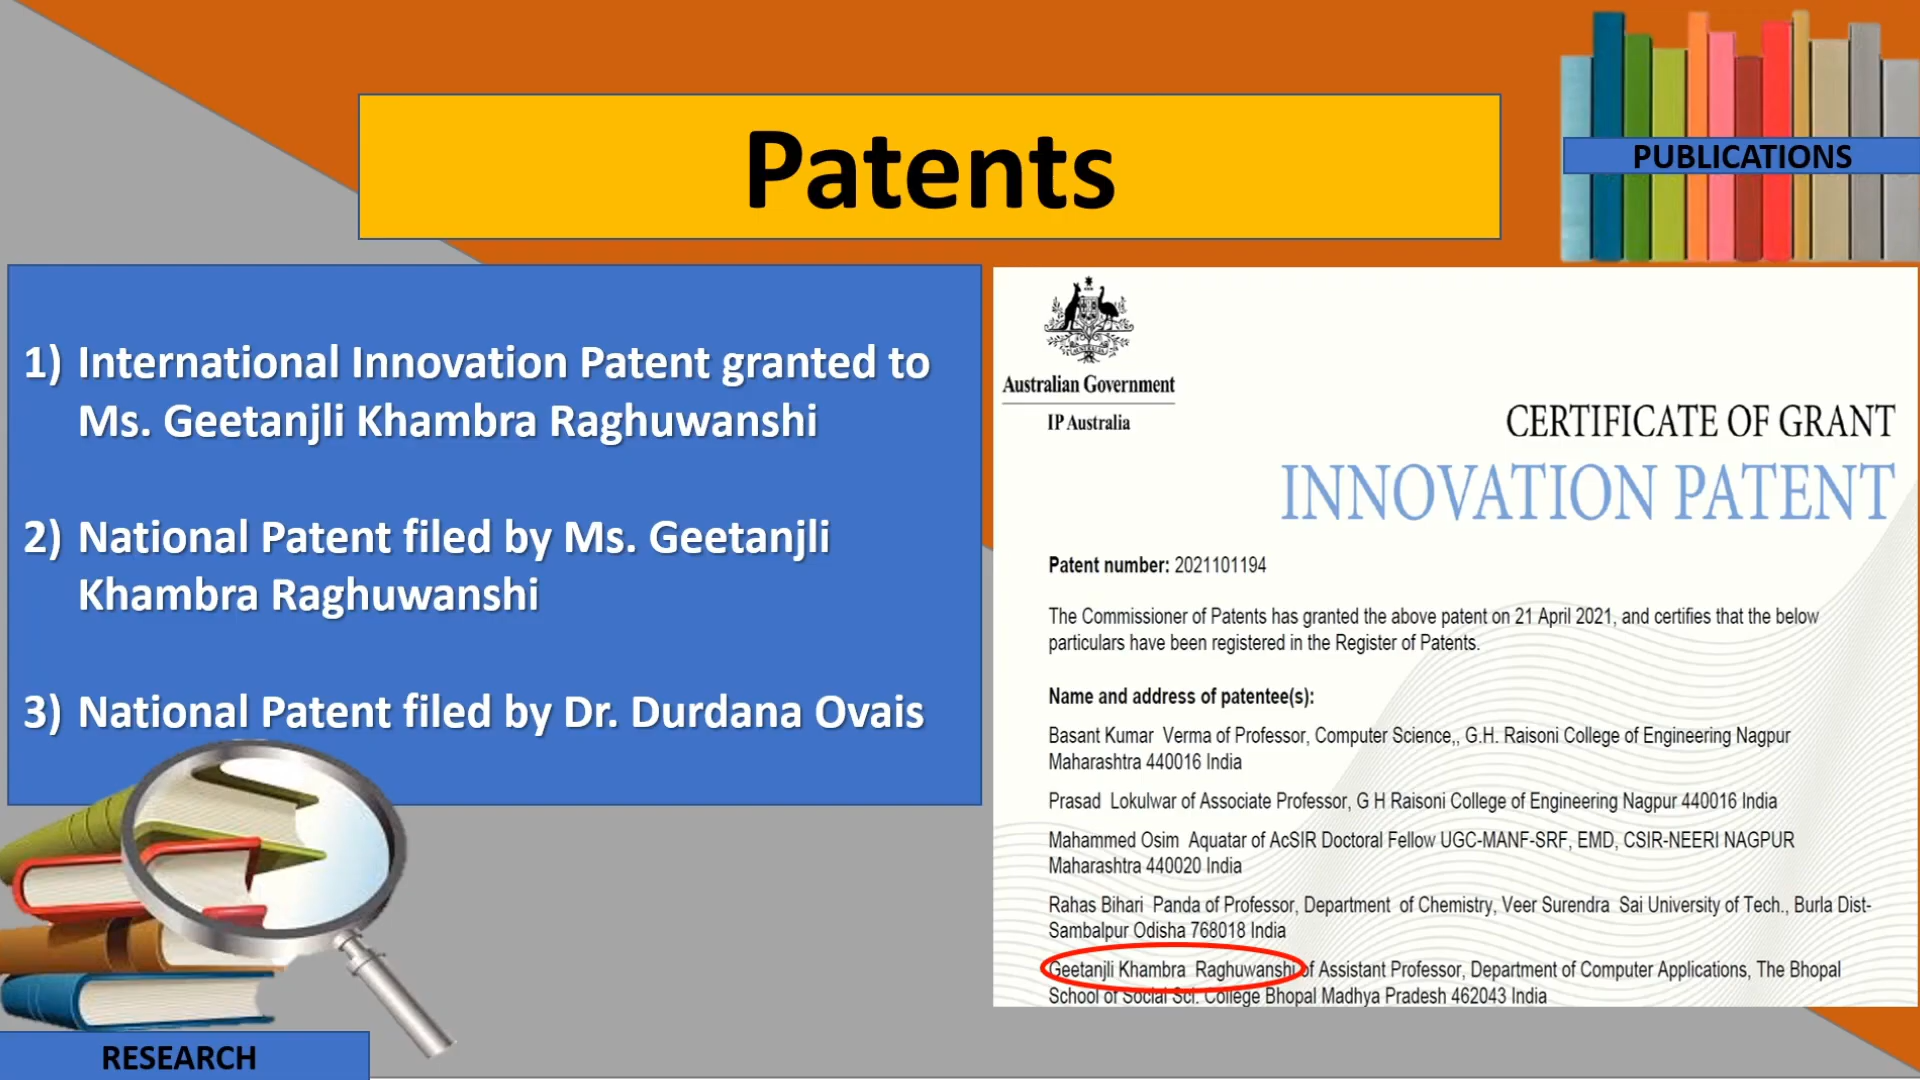 Patents
PUBLICATIONS
1) International Innovation Patent granted to
Ms. Geetanjli Khambra Raghuwanshi
2) National Patent filed by Ms. Geetanjli
Khambra Raghuwanshi
3) National Patent filed by Dr. Durdana Ovais
RESEARCH
Australian Government
IP Australia
CERTIFICATE OF GRANT
INNOVATION PATENT
Patent number: 2021101194
The Commissioner of Patents has granted the above patent on 21 April 2021, and certifies that the below
particulars have been registered in the Register of Patents.
Name and address of patentee(s):
Basant Kumar Verma of Professor, Computer Science,, G.H. Raisoni College of Engineering Nagpur
Maharashtra 440016 India
Prasad Lokulwar of Associate Professor, G H Raisoni College of Engineering Nagpur 440016 India
Mahammed Osim Aquatar of AcSIR Doctoral Fellow UGC-MANF-SRF, EMD, CSIR-NEERI NAGPUR
Maharashtra 440020 India
Rahas Bihari Panda of Professor, Department of Chemistry, Veer Surendra Sai University of Tech., Burla Dist-
Sambalpur Odisha 768018 India
Geetanjli Khambra Raghuwanshi of Assistant Professor, Department of Computer Applications, The Bhopal
School of Social Sci. College Bhopal Madhya Pradesh 462043 India